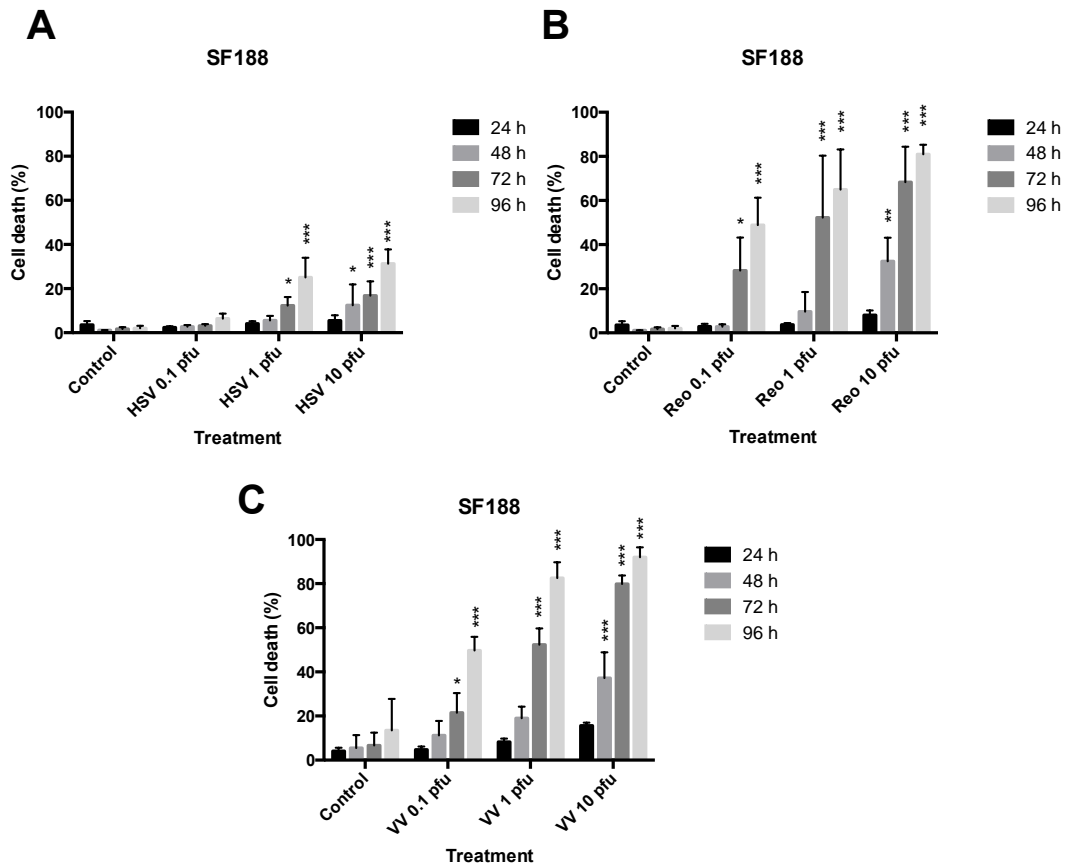 A
SF188
Cell death (%)
100
80
60
40
20
0
* *** * *** ***
Control
HSV 0.1 pfu
HSV 1 pfu
HSV 10 pfu
Treatment
24 h
48 h
72 h
96 h
B
SF188
Cell death (%)
100
80
60
40
20
0
* *** *** *** ** *** ***
Control
Reo 0.1 pfu
Reo 1 pfu
Reo 10 pfu
Treatment
24 h
48 h
72 h
96 h
C
SF188
Cell death (%)
100
80
60
40
20
0
* *** *** *** *** *** ***
Control
VV 0.1 pfu
VV 1 pfu
VV 10 pfu
Treatment
24 h
48 h
72 h
96 h